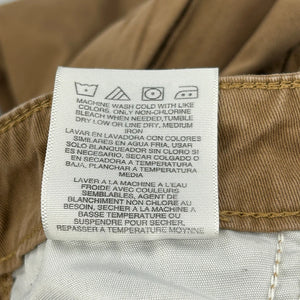 MACHINE WASH COLD WITH LIKE
COLORS. ONLY NON-CHLORINE
BLEACH WHEN NEEDED,TUMBLE
DRY LOW OR LINE DRY, MEDIUM
IRON
LAVAR EN LAVADORA CON COLORES
SIMILARES EN AGUA FRIA, USAR
SOLO BLANQUEADOR SIN CLORO SI
ES NECESARIO, SECAR COLGADO O
EN SECADORA A TEMPERATURA
BAJA, PLANCHAR A TEMPERATURA
MEDIA
LAVER A LA MACHINE A L'EAU
FROIDE AVEC COULEURS
SEMBLABLES, AGENT DE
BLANCHIMENT NON CHLORE AU
BESOIN, SECHER A LA MACHINE A
BASSE TEMPERATURE OU
SUSPENDRE POUR SECHER,
REPASSER A TEMPERATURE MOYENNE